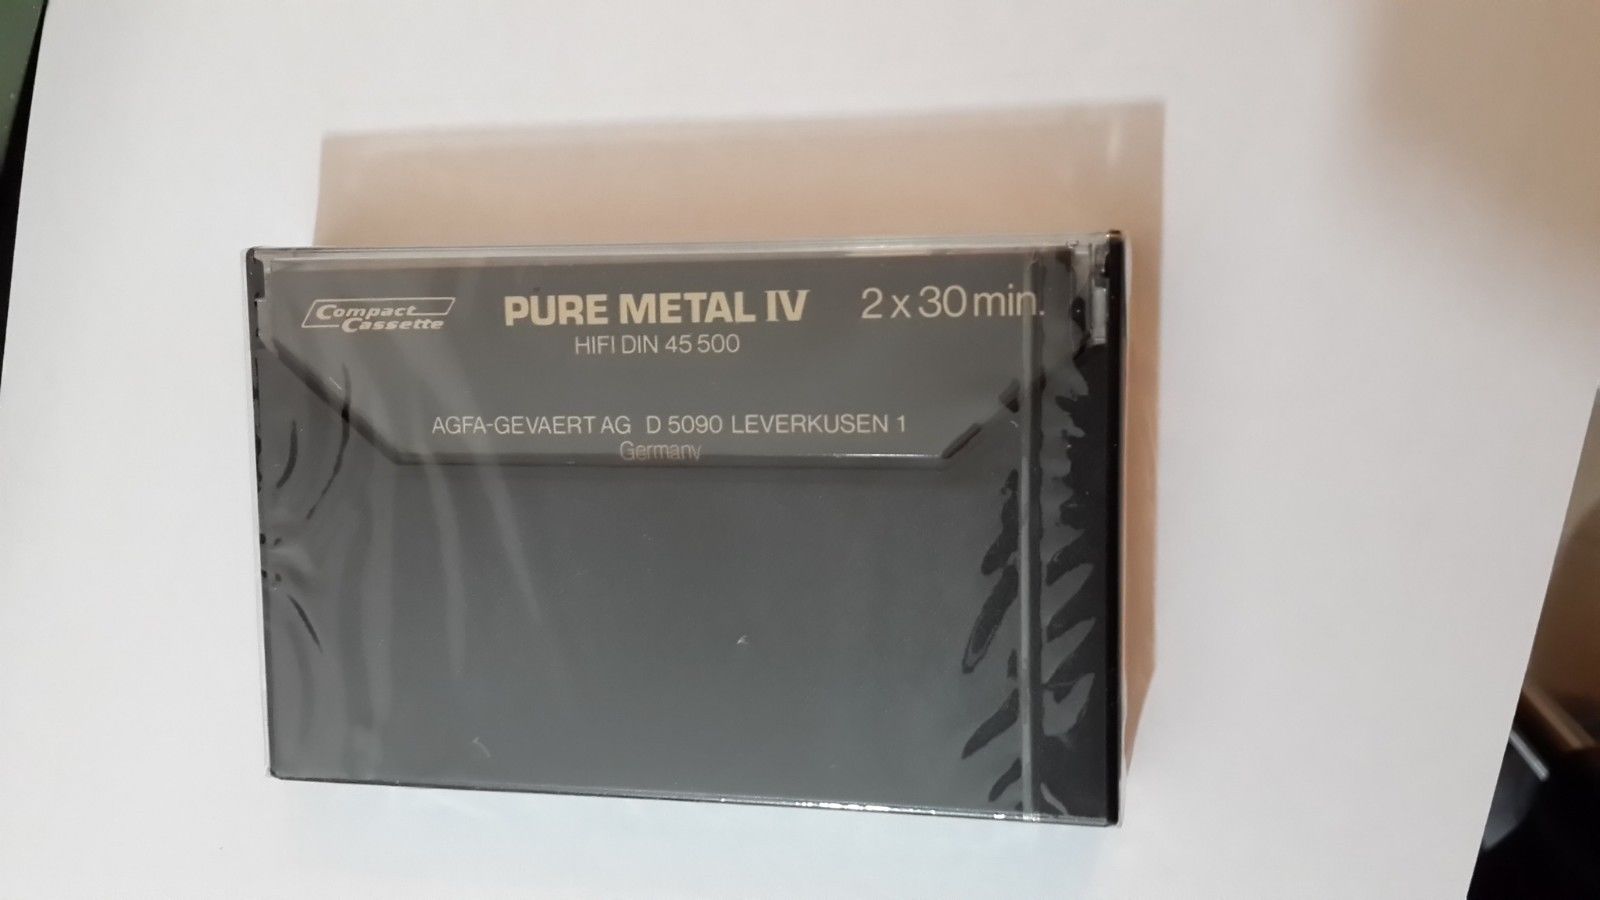 Compact Cassette
PURE METAL IV
2 x 30 min.
HIFI DIN 45 500
AGFA-GEVAERT AG D 5090 LEVERKUSEN 1
Germany